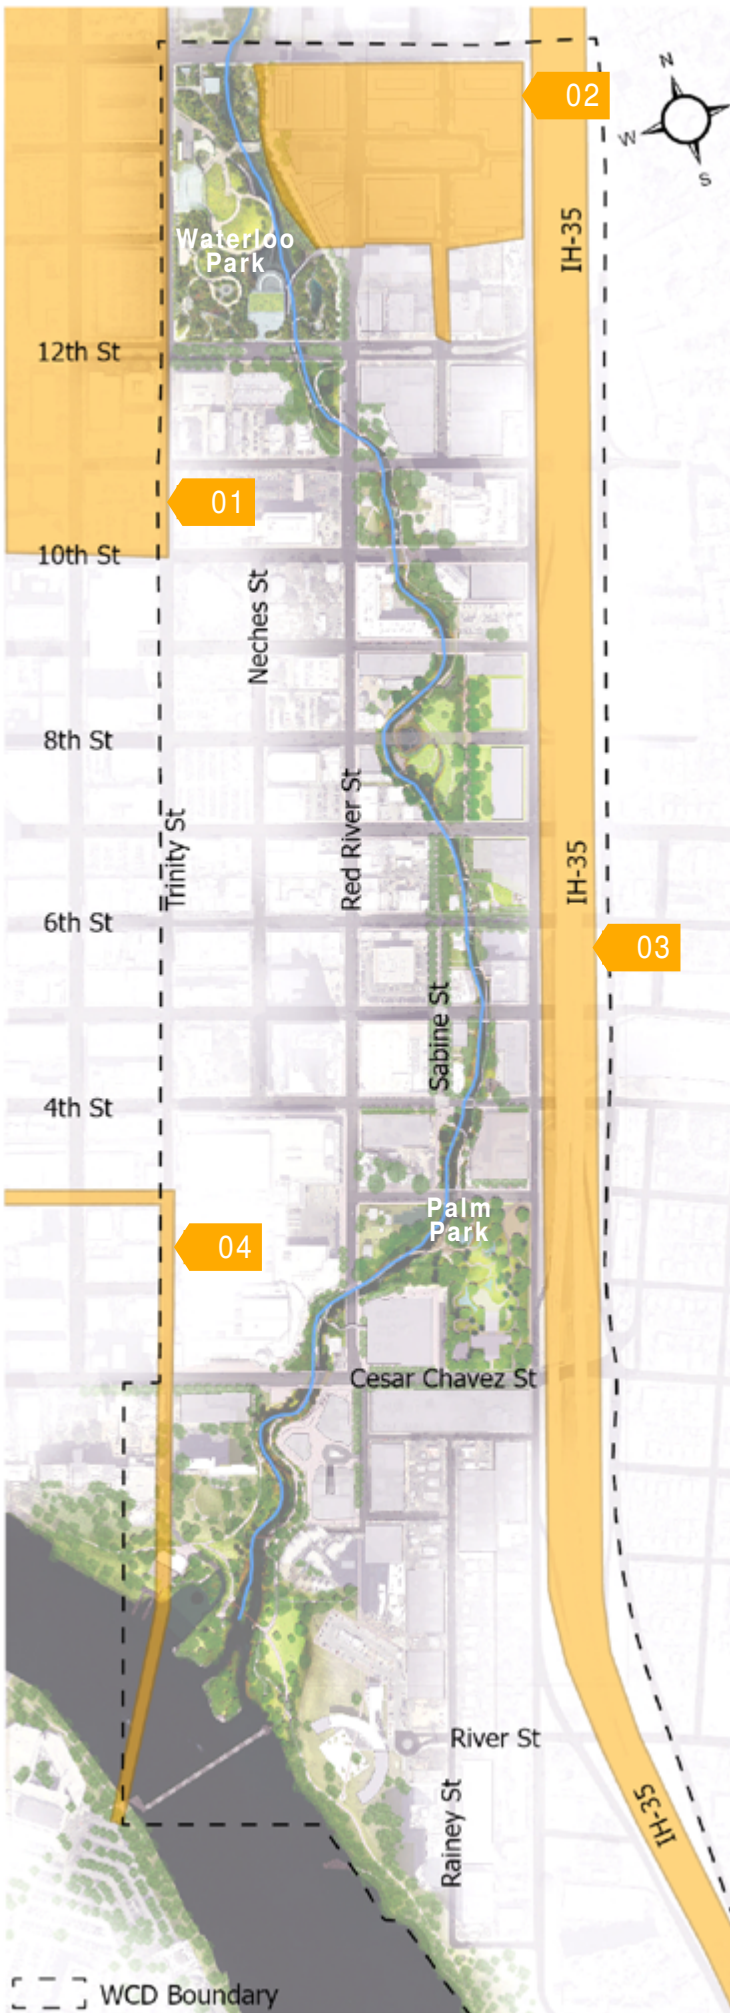 02
N
W
S
IH-35
Waterloo
Park
12th St
01
10th St
Neches St
8th St
Red River St
Trinity St
IH-35
6th St
03
Sabine St
4th St
Palm
Park
04
Cesar Chavez St
River St
Rainey St
IH-35
WCD Boundary